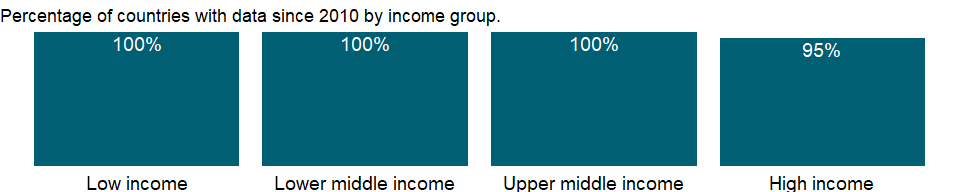 Percentage of countries with data since 2010 by income group.
100% 100% 100% 95%
Low income Lower middle income Upper middle income High income